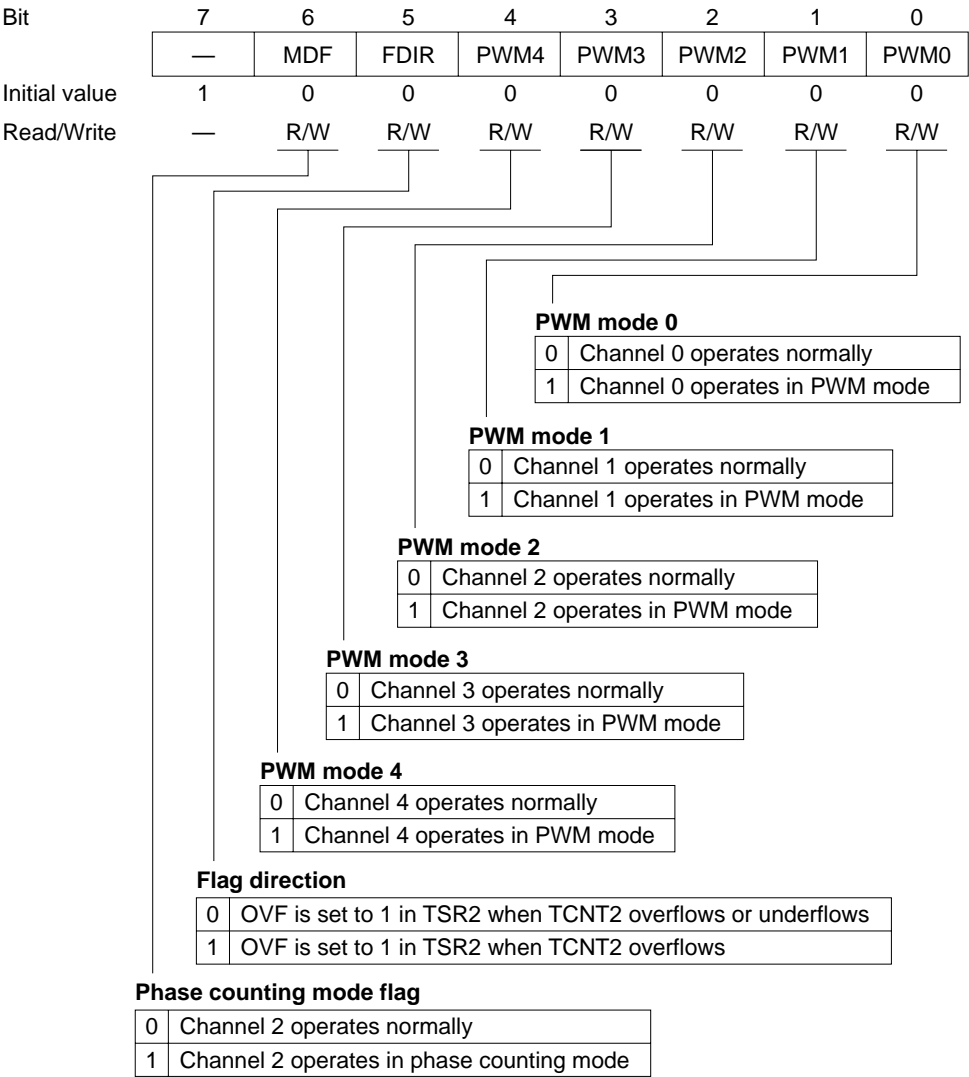 Bit 7 6 5 4 3 2 1 0
— MDF FDIR PWM4 PWM3 PWM2 PWM1 PWM0
Initial value 1 0 0 0 0 0 0 0
Read/Write — R/W R/W R/W R/W R/W R/W R/W
PWM mode 0
0 Channel 0 operates normally
1 Channel 0 operates in PWM mode
PWM mode 1
0 Channel 1 operates normally
1 Channel 1 operates in PWM mode
PWM mode 2
0 Channel 2 operates normally
1 Channel 2 operates in PWM mode
PWM mode 3
0 Channel 3 operates normally
1 Channel 3 operates in PWM mode
PWM mode 4
0 Channel 4 operates normally
1 Channel 4 operates in PWM mode
Flag direction
0 OVF is set to 1 in TSR2 when TCNT2 overflows or underflows
1 OVF is set to 1 in TSR2 when TCNT2 overflows
Phase counting mode flag
0 Channel 2 operates normally
1 Channel 2 operates in phase counting mode